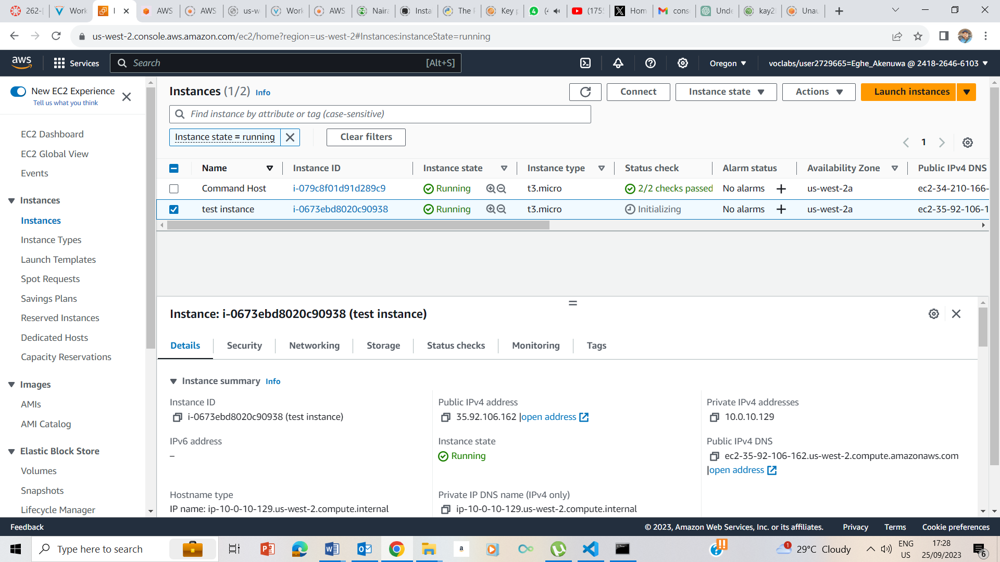 262-[
Work
I
AWS
AWS
us-w
Work
AWS
Naira
Insta
The P
Key p
(175
Hom
cons
Unde
kay2
Unau
us-west-2.console.aws.amazon.com/ec2/home?region=us-west-2#Instances:instanceState=running
aws
Services
Search
[Alt+S]
Oregon
voclabs/user2729665=Eghe_Akenuwa @ 2418-2646-6103
New EC2 Experience
Tell us what you think
EC2 Dashboard
EC2 Global View
Events
Instances
Instances
Instance Types
Launch Templates
Spot Requests
Savings Plans
Reserved Instances
Dedicated Hosts
Capacity Reservations
Images
AMIs
AMI Catalog
Elastic Block Store
Volumes
Snapshots
Lifecycle Manager
Instances (1/2) Info
Connect
Instance state
Actions
Launch instances
Find instance by attribute or tag (case-sensitive)
Instance state = running
Clear filters
1
Name Instance ID Instance state Instance type Status check Alarm status Availability Zone Public IPv4 DNS
Command Host i-079c8f01d91d289c9 Running t3.micro 2/2 checks passed No alarms + us-west-2a ec2-34-210-166-
test instance i-0673ebd8020c90938 Running t3.micro Initializing No alarms + us-west-2a ec2-35-92-106-1
Instance: i-0673ebd8020c90938 (test instance)
Details Security Networking Storage Status checks Monitoring Tags
Instance summary Info
Instance ID
i-0673ebd8020c90938 (test instance)
Public IPv4 address
35.92.106.162 |open address
Private IPv4 addresses
10.0.10.129
IPv6 address
–
Instance state
Running
Public IPv4 DNS
ec2-35-92-106-162.us-west-2.compute.amazonaws.com
|open address
Hostname type
IP name: ip-10-0-10-129.us-west-2.compute.internal
Private IP DNS name (IPv4 only)
ip-10-0-10-129.us-west-2.compute.internal
Feedback
© 2023, Amazon Web Services, Inc. or its affiliates.
Privacy
Terms
Cookie preferences
Type here to search
a
1
29°C Cloudy
ENG
US
17:28
25/09/2023
6